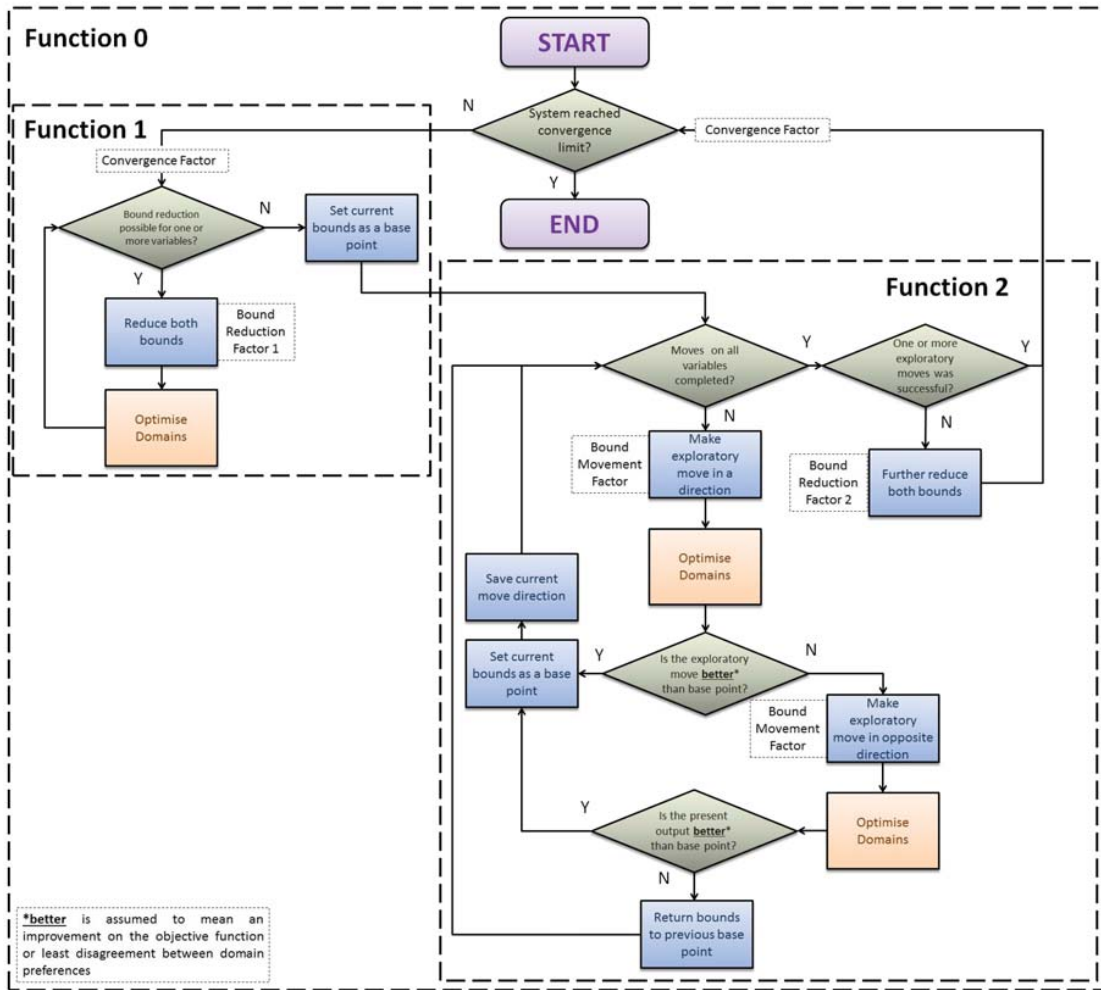 Function 0
START
N
System reached
convergence
limit?
Convergence Factor
Y
END
Function 1
Convergence Factor
Bound reduction
possible for one or
more variables?
N
Set current
bounds as a base
point
Y
Reduce both
bounds
Bound
Reduction
Factor 1
Optimise
Domains
Function 2
Moves on all
variables
completed?
Y
One or more
exploratory
moves was
successful?
Y
N
N
Bound
Movement
Factor
Make
exploratory
move in a
direction
Bound
Reduction
Factor 2
Further reduce
both bounds
Optimise
Domains
Save current
move direction
Set current
bounds as a base
point
Y
Is the exploratory
move better*
than base point?
N
Bound
Movement
Factor
Make
exploratory
move in opposite
direction
Y
Is the present
output better*
than base point?
Optimise
Domains
N
Return bounds
to previous base
point
*better is assumed to mean an
improvement on the objective function
or least disagreement between domain
preferences